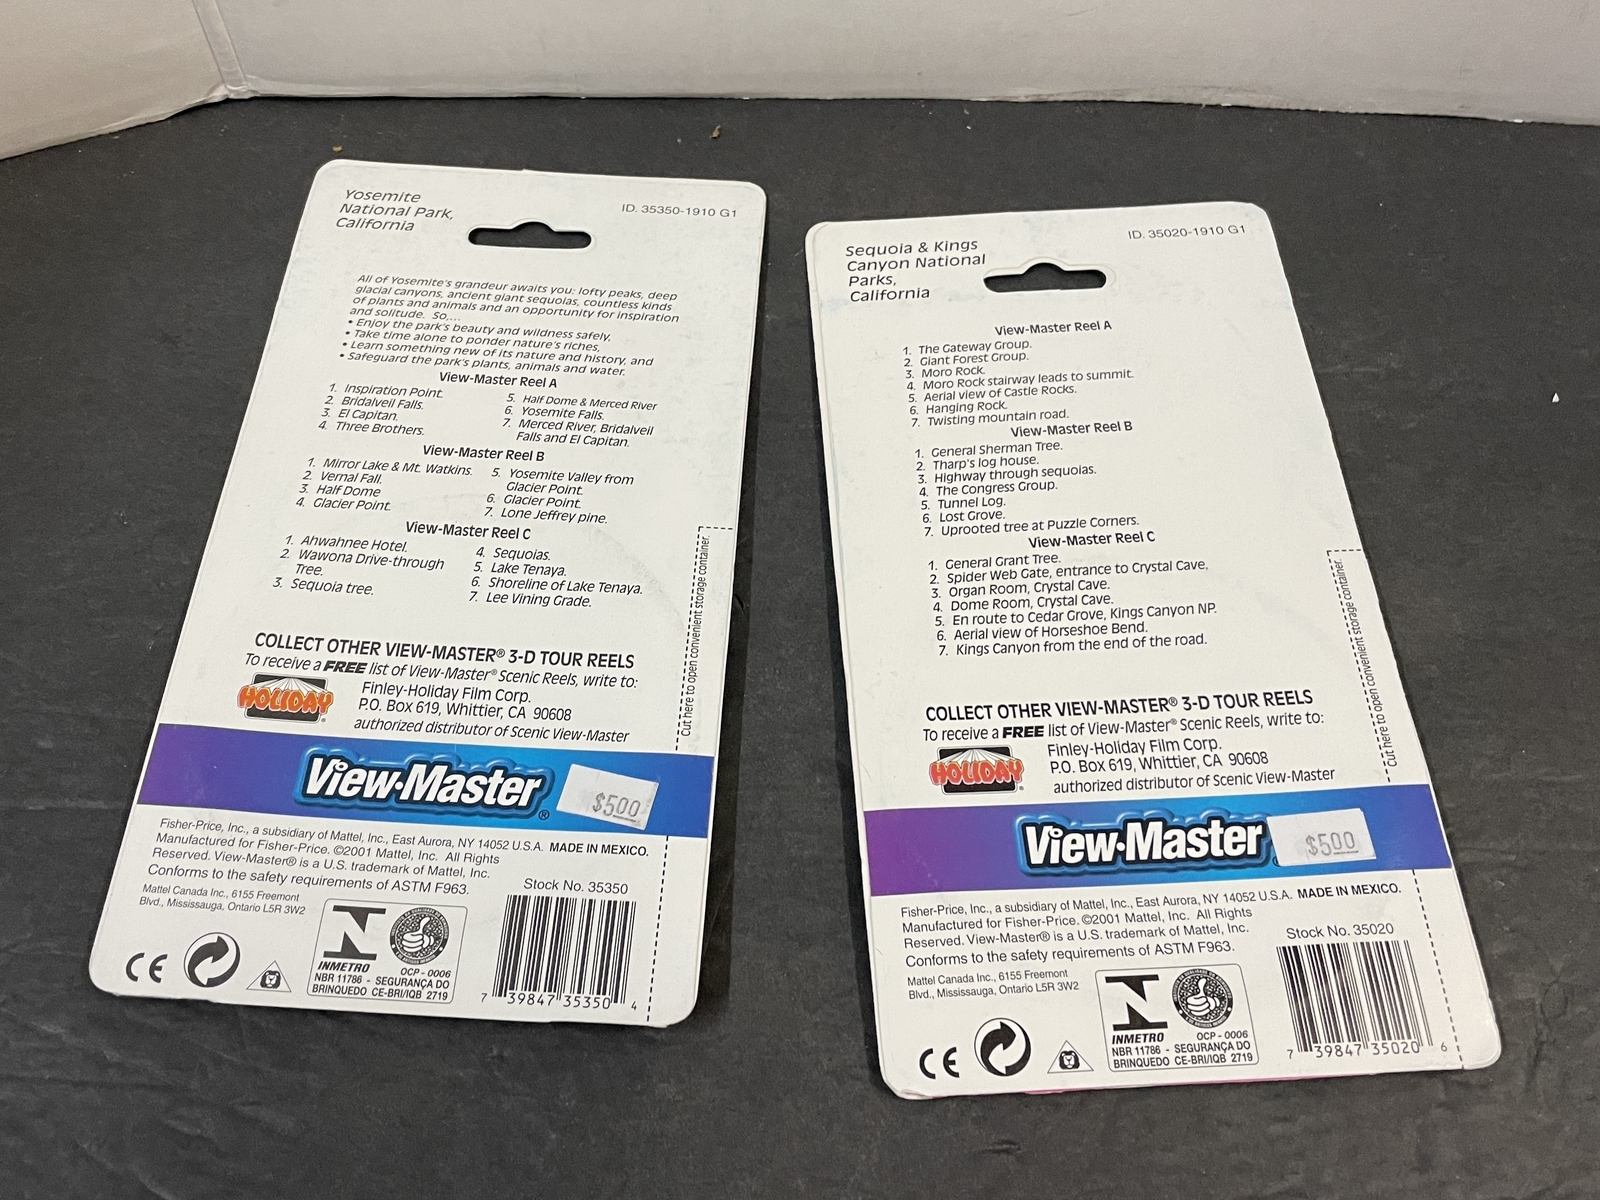 Yosemite
National Park,
California
ID. 35350-1910 G1
All of Yosemite's grandeur awaits you: lofty peaks, deep
glacial canyons, ancient giant sequoias, countless kinds
of plants and animals and an opportunity for inspiration
and solitude. So....
• Enjoy the park's beauty and wildness safely,
• Take time alone to ponder nature's riches,
• Learn something new of its nature and history, and
• Safeguard the park's plants, animals and water.
View-Master Reel A
1. Inspiration Point.
2. Bridalveil Falls.
3. El Capitan.
4. Three Brothers.
5. Half Dome & Merced River
6. Yosemite Falls.
7. Merced River, Bridalveil
Falls and El Capitan.
View-Master Reel B
1. Mirror Lake & Mt. Watkins.
2. Vernal Fall.
3. Half Dome
4. Glacier Point.
5. Yosemite Valley from
Glacier Point.
6. Glacier Point.
7. Lone Jeffrey pine.
View-Master Reel C
1. Ahwahnee Hotel.
2. Wawona Drive-through
Tree.
3. Sequoia tree.
4. Sequoias.
5. Lake Tenaya.
6. Shoreline of Lake Tenaya.
7. Lee Vining Grade.
Cut here to open convenient storage container.
COLLECT OTHER VIEW-MASTER® 3-D TOUR REELS
To receive a FREE list of View-Master® Scenic Reels, write to:
HOLIDAY®
Finley-Holiday Film Corp.
P.O. Box 619, Whittier, CA 90608
authorized distributor of Scenic View-Master
View-Master®
$5.00
Fisher-Price, Inc., a subsidiary of Mattel, Inc., East Aurora, NY 14052 U.S.A. MADE IN MEXICO.
Manufactured for Fisher-Price. ©2001 Mattel, Inc. All Rights
Reserved. View-Master® is a U.S. trademark of Mattel, Inc.
Conforms to the safety requirements of ASTM F963.
Mattel Canada Inc., 6155 Freemont
Blvd., Mississauga, Ontario L5R 3W2
Stock No. 35350
CE
INMETRO
OCP - 0006
NBR 11786 - SEGURANÇA DO
BRINQUEDO CE-BRI/IQB 2719
7 39847 35350 4
Sequoia & Kings
Canyon National
Parks,
California
ID. 35020-1910 G1
View-Master Reel A
1. The Gateway Group.
2. Giant Forest Group.
3. Moro Rock.
4. Moro Rock stairway leads to summit.
5. Aerial view of Castle Rocks.
6. Hanging Rock.
7. Twisting mountain road.
View-Master Reel B
1. General Sherman Tree.
2. Tharp's log house.
3. Highway through sequoias.
4. The Congress Group.
5. Tunnel Log.
6. Lost Grove.
7. Uprooted tree at Puzzle Corners.
View-Master Reel C
1. General Grant Tree.
2. Spider Web Gate, entrance to Crystal Cave.
3. Organ Room, Crystal Cave.
4. Dome Room, Crystal Cave.
5. En route to Cedar Grove, Kings Canyon NP.
6. Aerial view of Horseshoe Bend.
7. Kings Canyon from the end of the road.
Cut here to open convenient storage container.
COLLECT OTHER VIEW-MASTER® 3-D TOUR REELS
To receive a FREE list of View-Master® Scenic Reels, write to:
HOLIDAY®
Finley-Holiday Film Corp.
P.O. Box 619, Whittier, CA 90608
authorized distributor of Scenic View-Master
View-Master
$5.00
Fisher-Price, Inc., a subsidiary of Mattel, Inc., East Aurora, NY 14052 U.S.A. MADE IN MEXICO.
Manufactured for Fisher-Price. ©2001 Mattel, Inc. All Rights
Reserved. View-Master® is a U.S. trademark of Mattel, Inc.
Conforms to the safety requirements of ASTM F963.
Mattel Canada Inc., 6155 Freemont
Blvd., Mississauga, Ontario L5R 3W2
Stock No. 35020
CE
INMETRO
OCP - 0006
NBR 11786 - SEGURANÇA DO
BRINQUEDO CE-BRI/IQB 2719
7 39847 35020 6